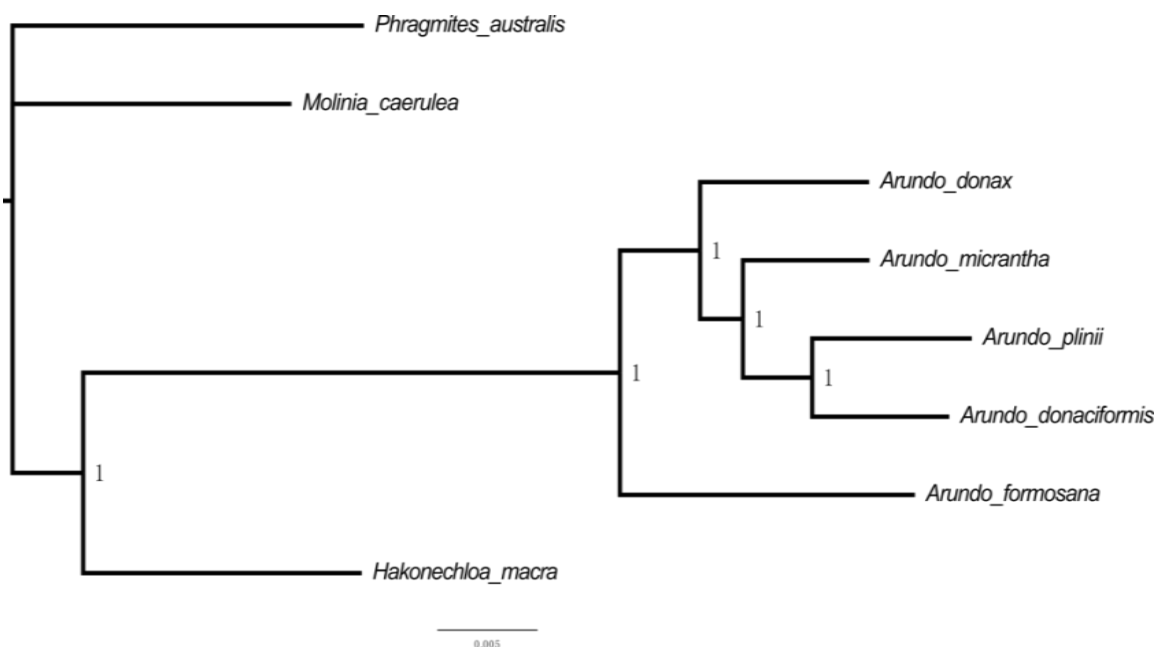 Phragmites_australis
Molinia_caerulea
Arundo_donax
1
Arundo_micrantha
1
Arundo_plinii
1
1
Arundo_donaciformis
1
Arundo_formosana
Hakonechloa_macra
0.005